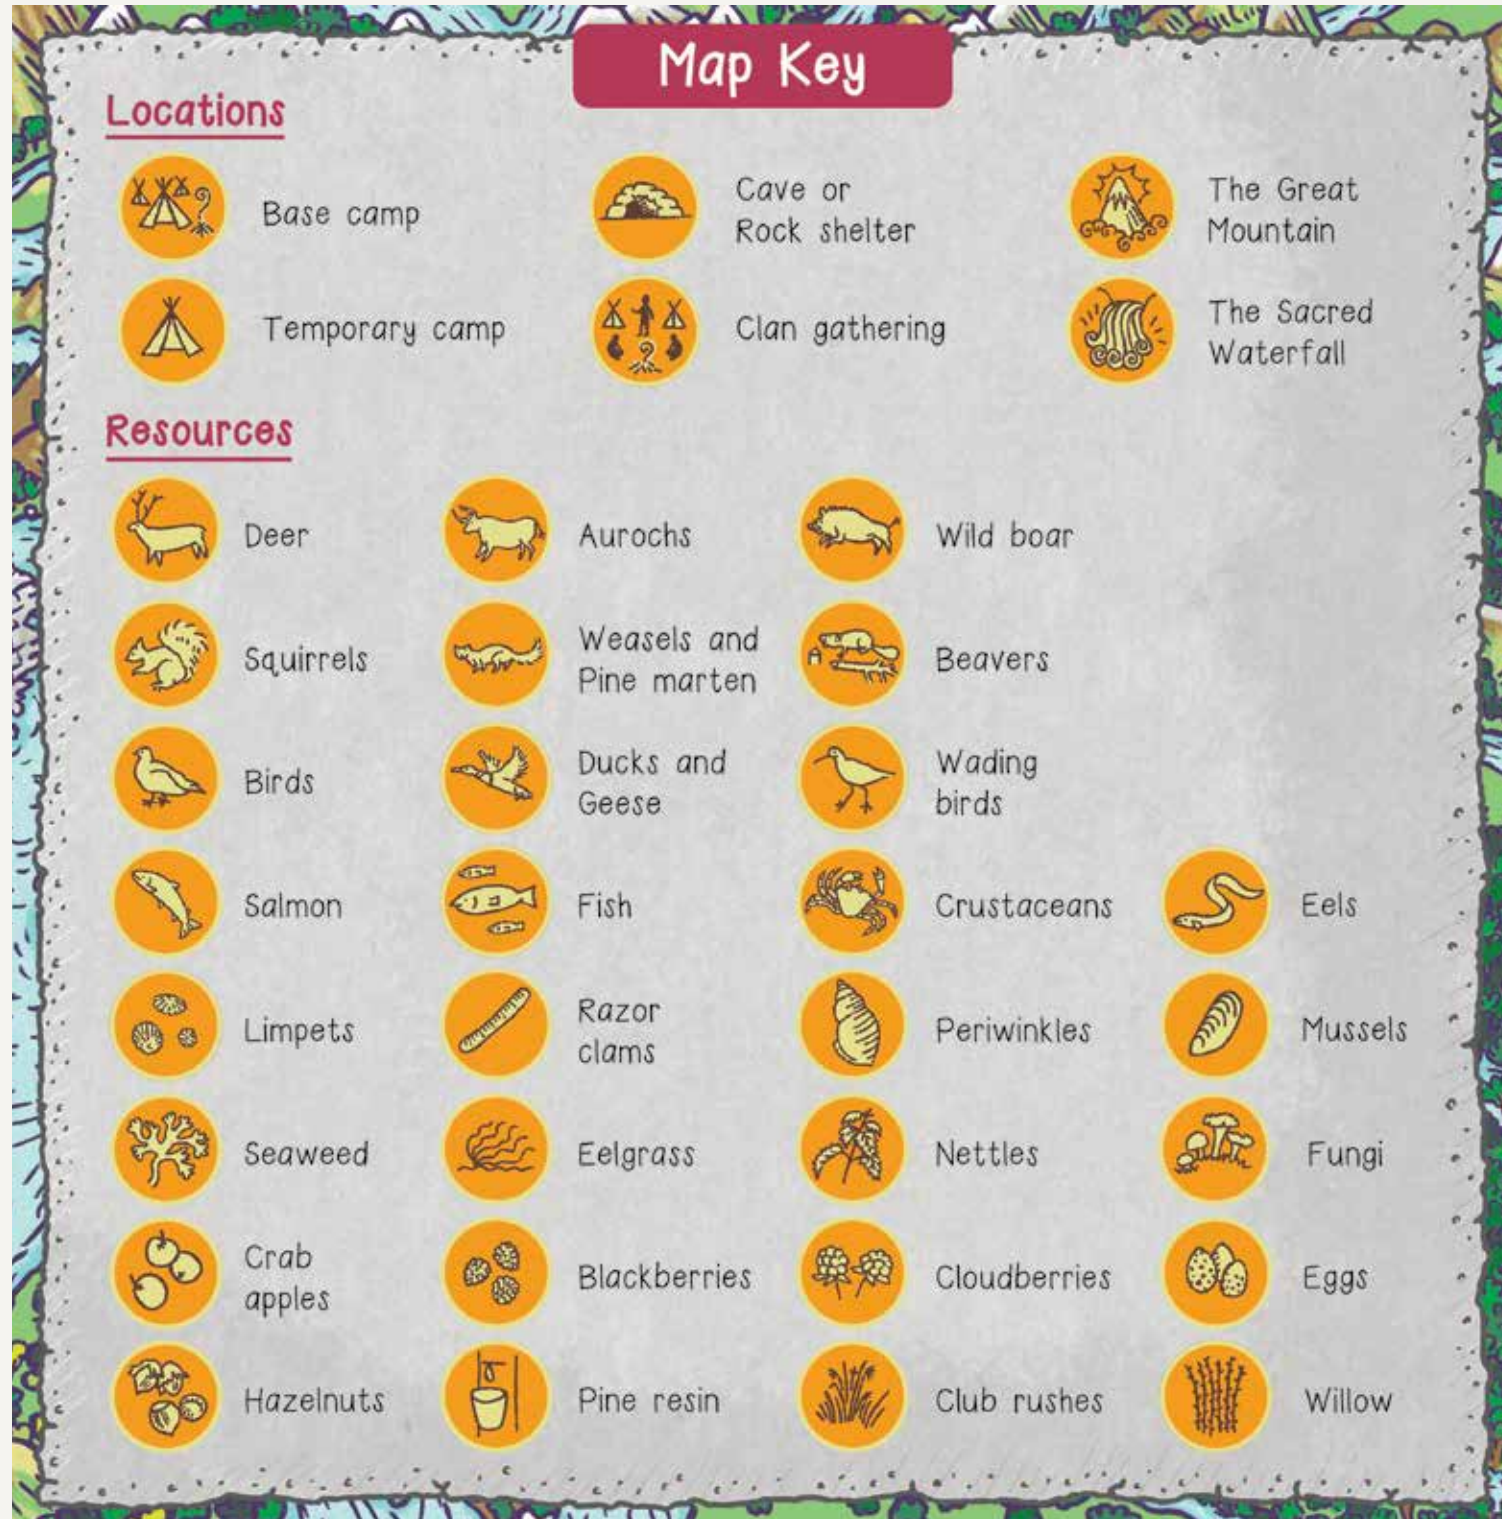 Map Key
Locations
Base camp
Cave or
Rock shelter
The Great
Mountain
Temporary camp
Clan gathering
The Sacred
Waterfall
Resources
Deer
Aurochs
Wild boar
Squirrels
Weasels and
Pine marten
Beavers
Birds
Ducks and
Geese
Wading
birds
Salmon
Fish
Crustaceans
Eels
Limpets
Razor
clams
Periwinkles
Mussels
Seaweed
Eelgrass
Nettles
Fungi
Crab
apples
Blackberries
Cloudberries
Eggs
Hazelnuts
Pine resin
Club rushes
Willow